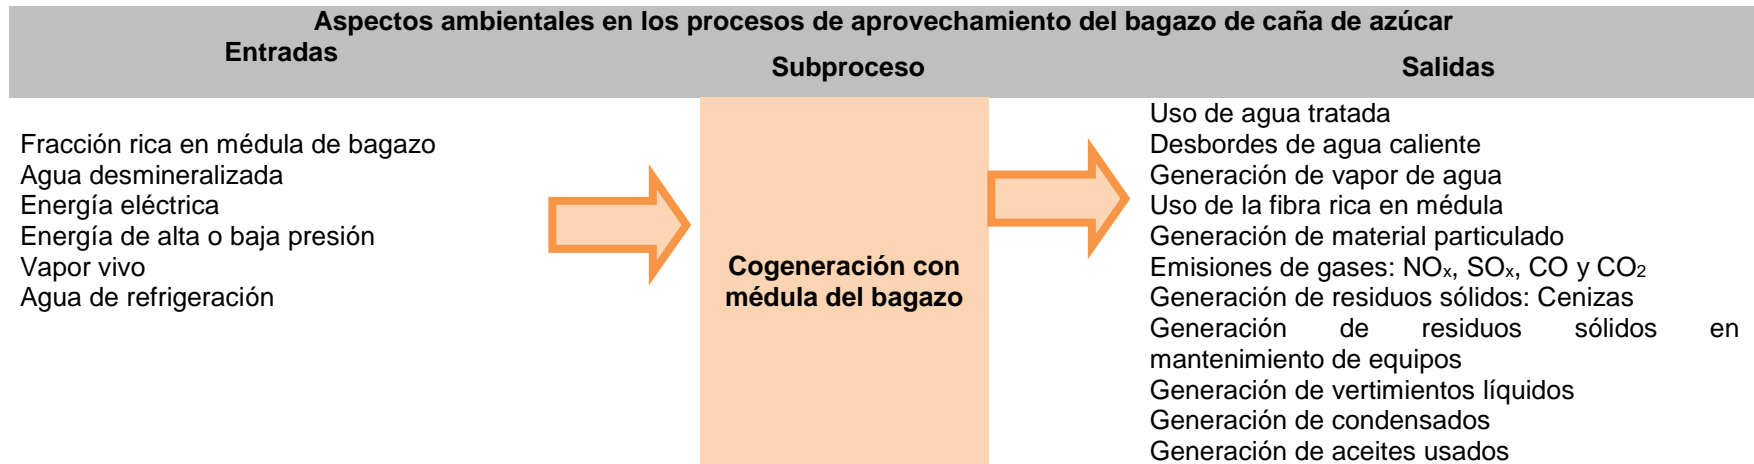 Aspectos ambientales en los procesos de aprovechamiento del bagazo de caña de azúcar
Entradas
Subproceso
Salidas
Fracción rica en médula de bagazo
Agua desmineralizada
Energía eléctrica
Energía de alta o baja presión
Vapor vivo
Agua de refrigeración
Cogeneración con
médula del bagazo
Uso de agua tratada
Desbordes de agua caliente
Generación de vapor de agua
Uso de la fibra rica en médula
Generación de material particulado
Emisiones de gases: NOₓ, SOₓ, CO y CO₂
Generación de residuos sólidos: Cenizas
Generación de residuos sólidos en
mantenimiento de equipos
Generación de vertimientos líquidos
Generación de condensados
Generación de aceites usados